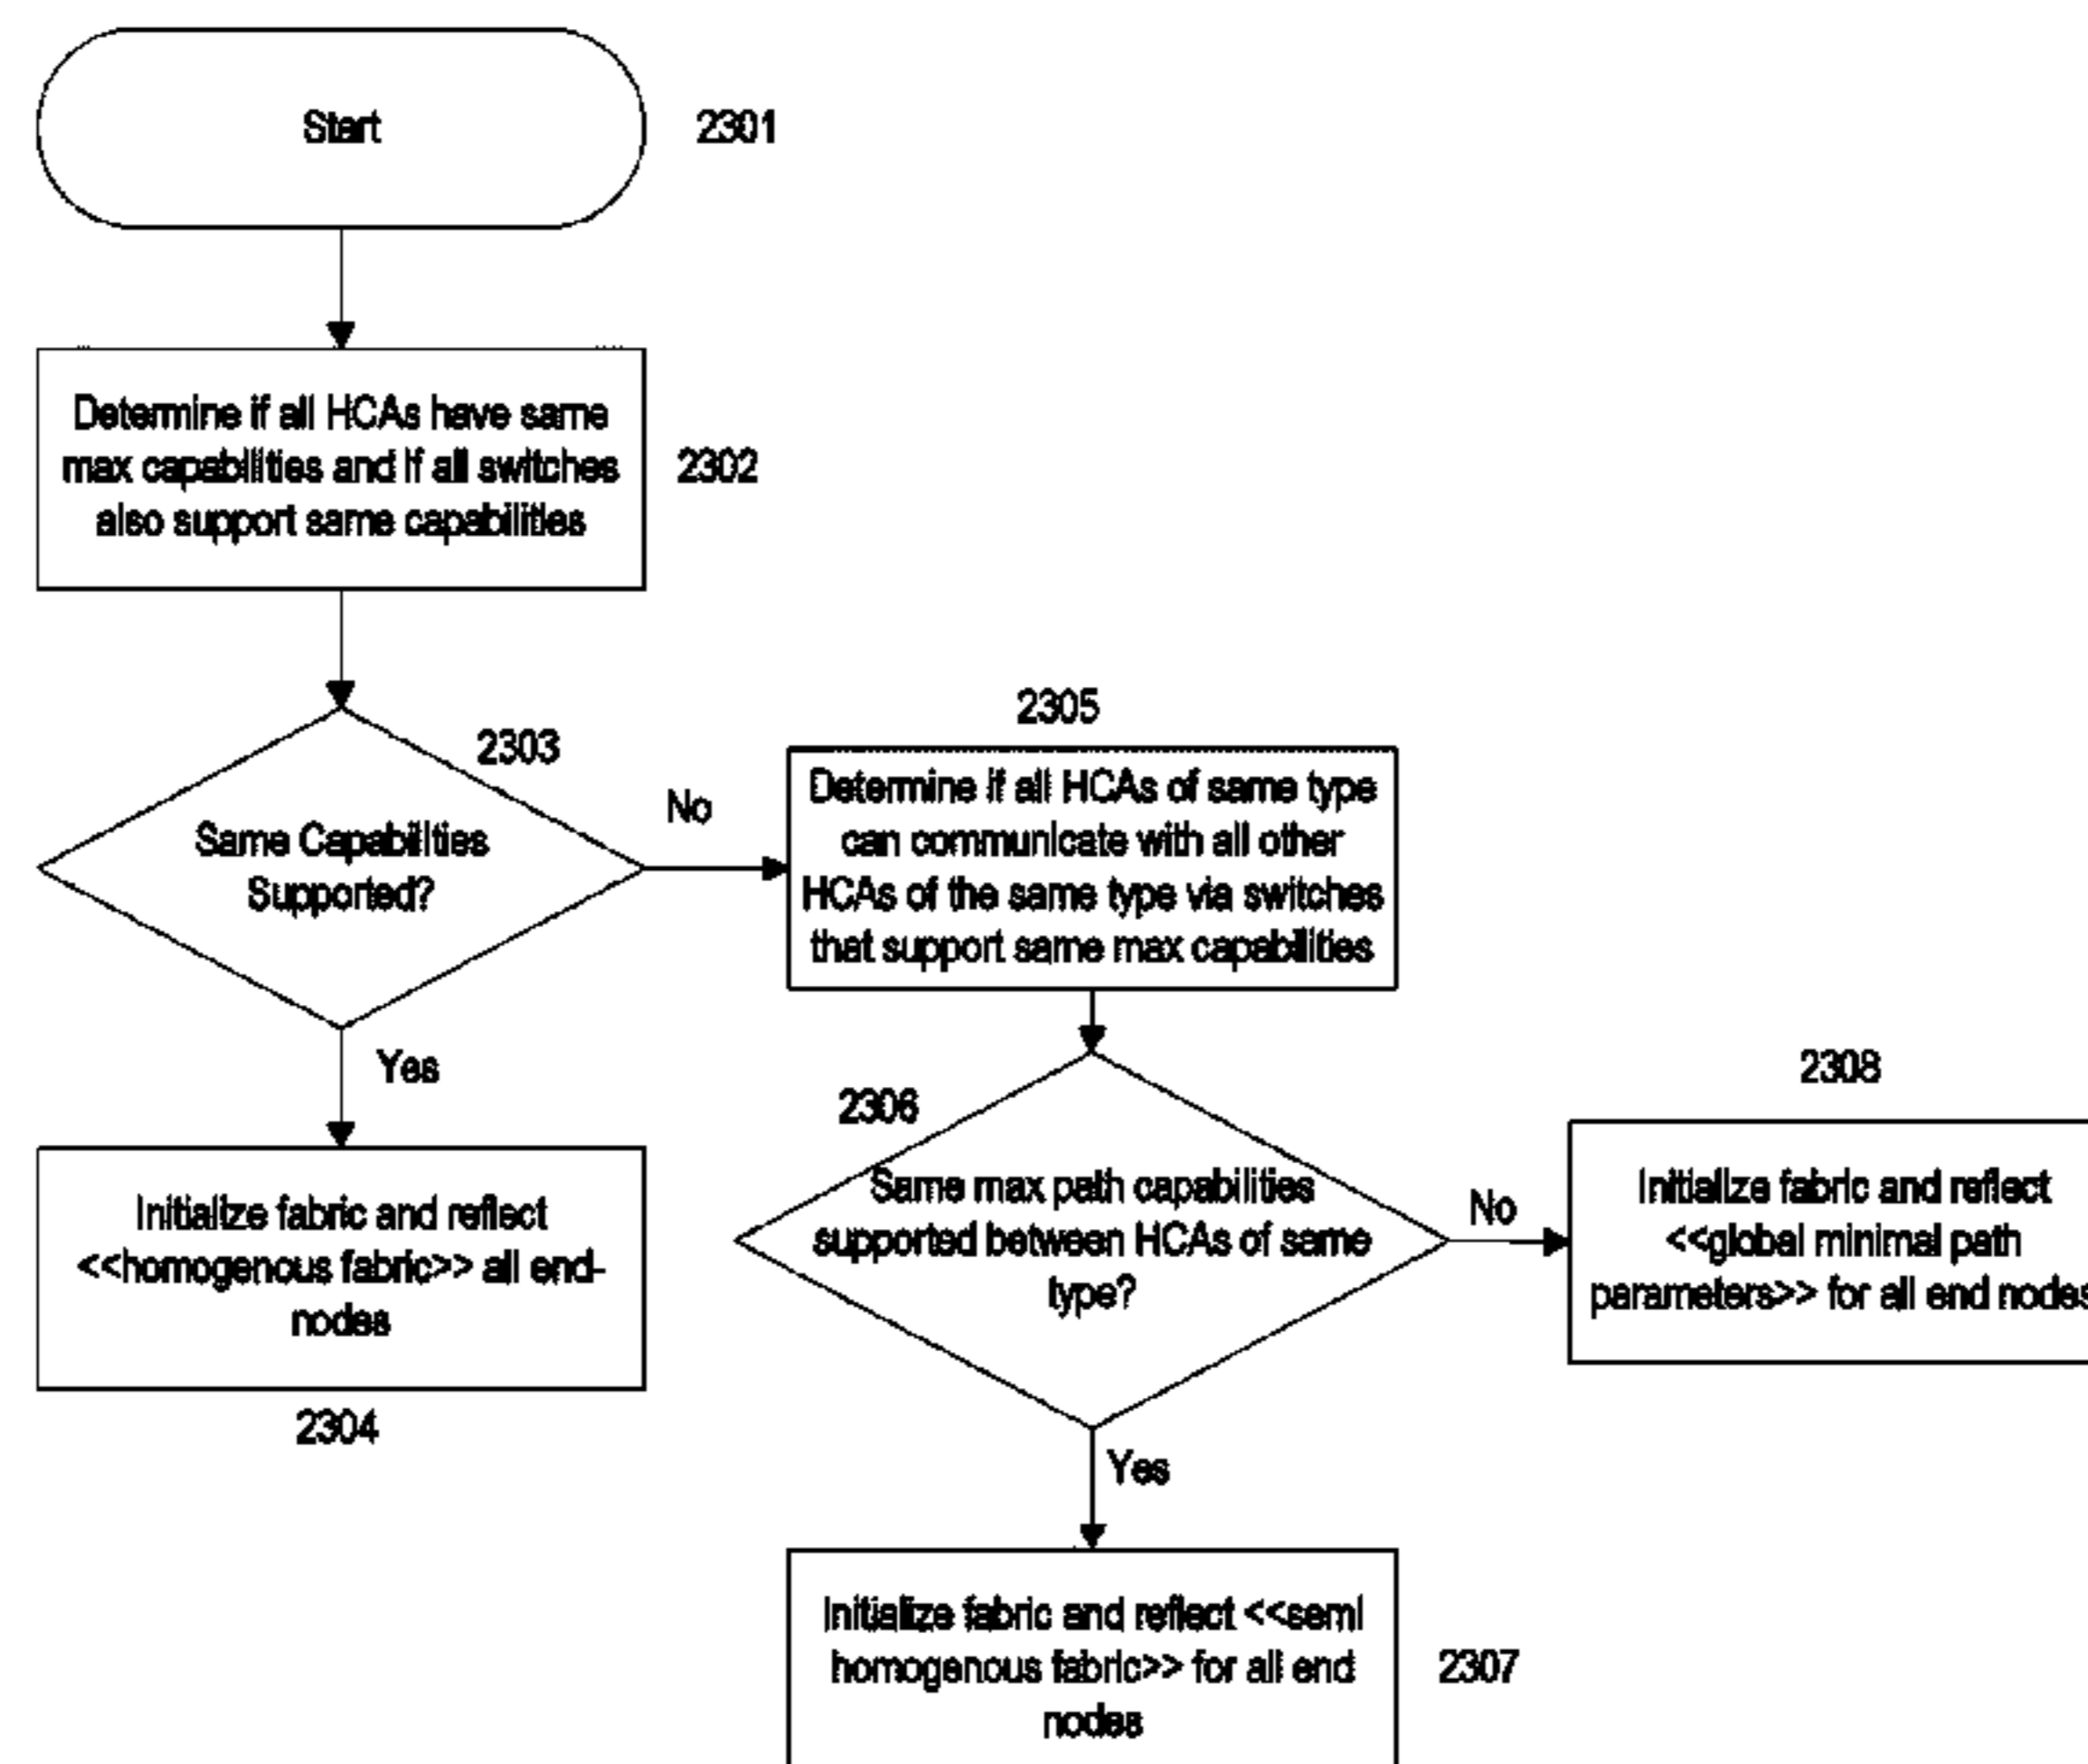 Start
2301
Determine if all HCAs have same
max capabilities and if all switches
also support same capabilities
2302
2303
Same Capabilities
Supported?
No
Yes
2305
Determine if all HCAs of same type
can communicate with all other
HCAs of the same type via switches
that support same max capabilities
Initialize fabric and reflect
<<homogenous fabric>> all end-
nodes
2304
2306
Same max path capabilities
supported between HCAs of same
type?
No
Yes
2308
Initialize fabric and reflect
<<global minimal path
parameters>> for all end nodes
Initialize fabric and reflect <<semi
homogenous fabric>> for all end
nodes
2307